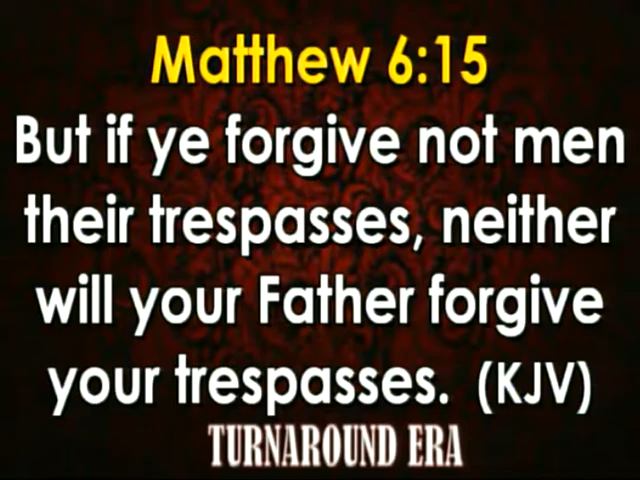 Matthew 6:15
But if ye forgive not men
their trespasses, neither
will your Father forgive
your trespasses. (KJV)
TURNAROUND ERA